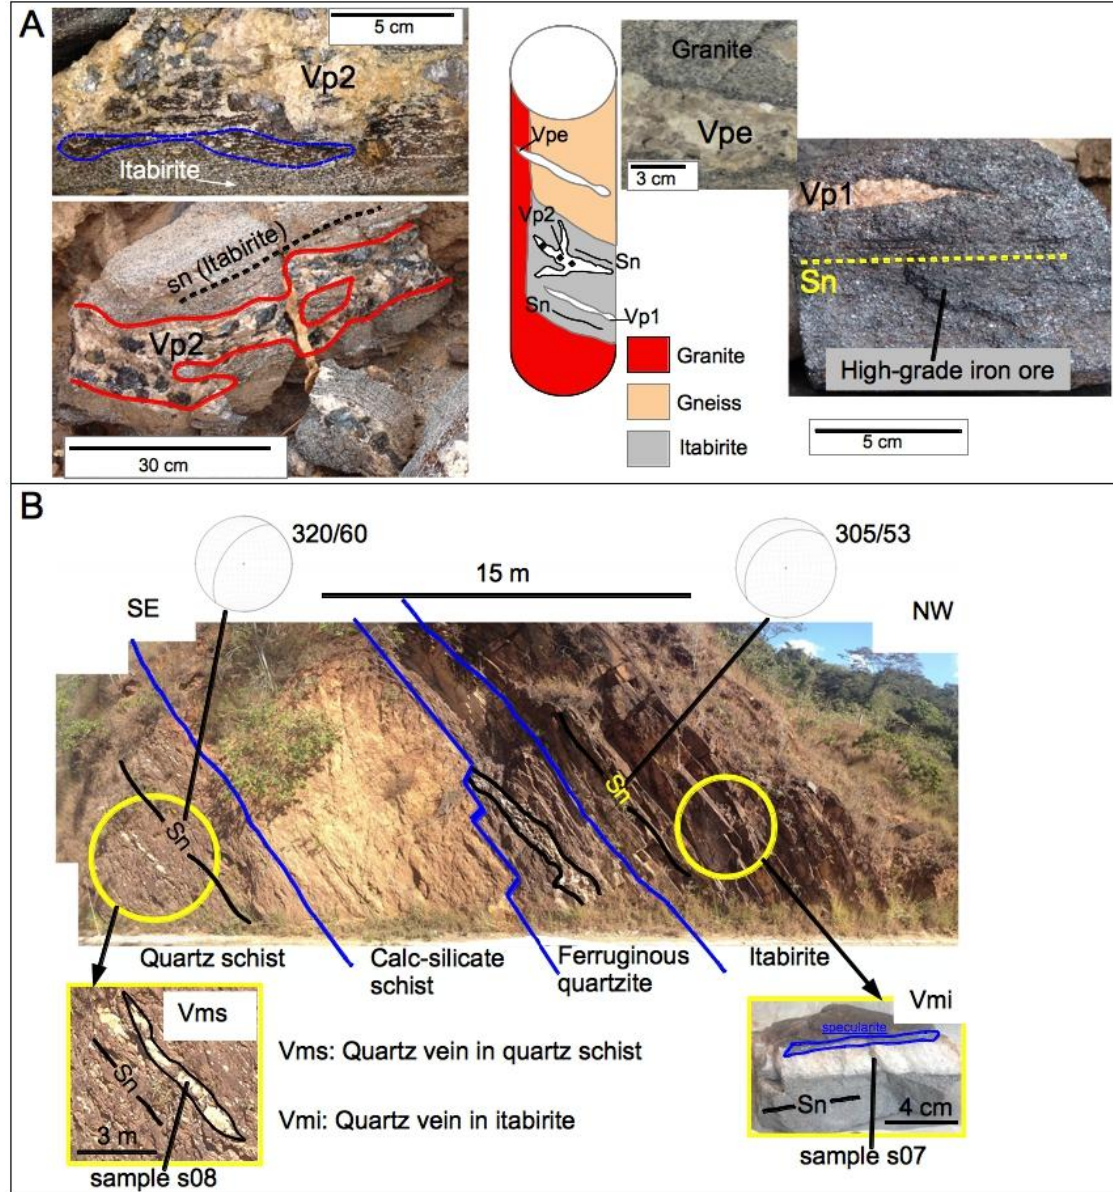 A
5 cm
Vp2
Itabirite
sn (Itabirite)
Vp2
30 cm
Vpe
Vp2
Sn
Sn
Vp1
Granite
Gneiss
Itabirite
Granite
Vpe
3 cm
Vp1
Sn
High-grade iron ore
5 cm
B
320/60
305/53
15 m
SE
NW
Sn
Sn
Quartz schist
Calc-silicate
schist
Ferruginous
quartzite
Itabirite
Vms
Sn
3 m
sample s08
Vms: Quartz vein in quartz schist
Vmi: Quartz vein in itabirite
Vmi
specularite
Sn
4 cm
sample s07